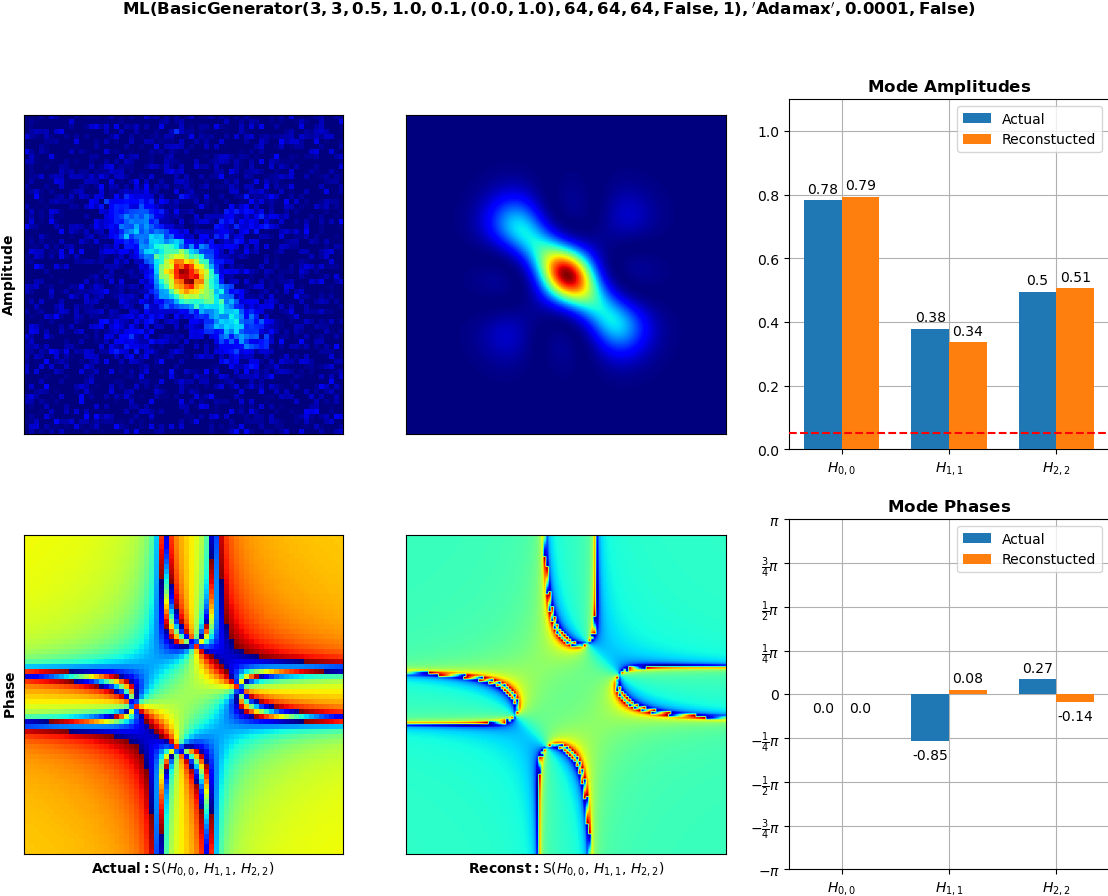 ML(BasicGenerator(3, 3, 0.5, 1.0, 0.1, (0.0, 1.0), 64, 64, 64, False, 1), ′Adamax′, 0.0001, False)
Amplitude
Mode Amplitudes
Actual
Reconstucted
1.0
0.8
0.6
0.4
0.2
0.0
0.78
0.79
0.38
0.34
0.5
0.51
H0,0
H1,1
H2,2
Phase
Actual: S(H0,0, H1,1, H2,2)
Reconst: S(H0,0, H1,1, H2,2)
Mode Phases
Actual
Reconstucted
π
3/4π
1/2π
1/4π
0
−1/4π
−1/2π
−3/4π
−π
0.0
0.0
-0.85
0.08
0.27
-0.14
H0,0
H1,1
H2,2